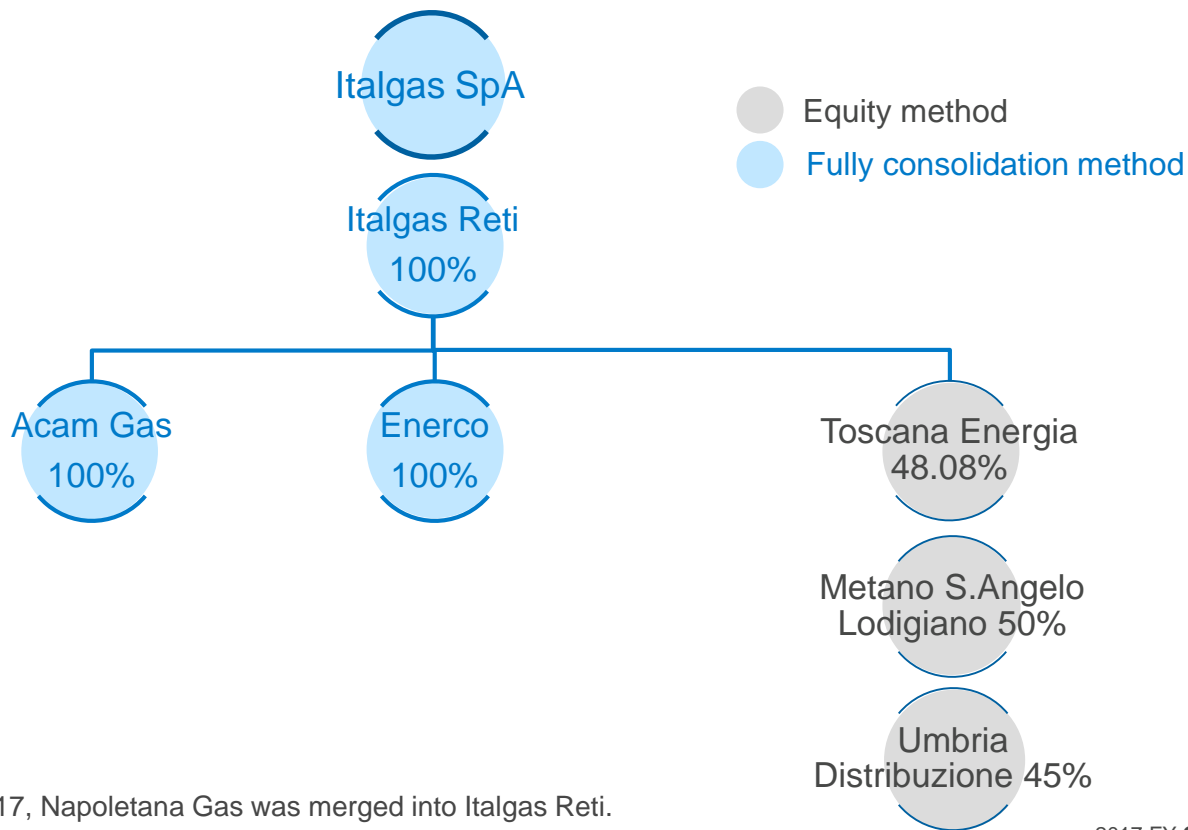 Italgas SpA
Equity method
Fully consolidation method
Italgas Reti
100%
Acam Gas
100%
Enerco
100%
Toscana Energia
48.08%
Metano S.Angelo
Lodigiano 50%
Umbria
Distribuzione 45%
17, Napoletana Gas was merged into Italgas Reti.